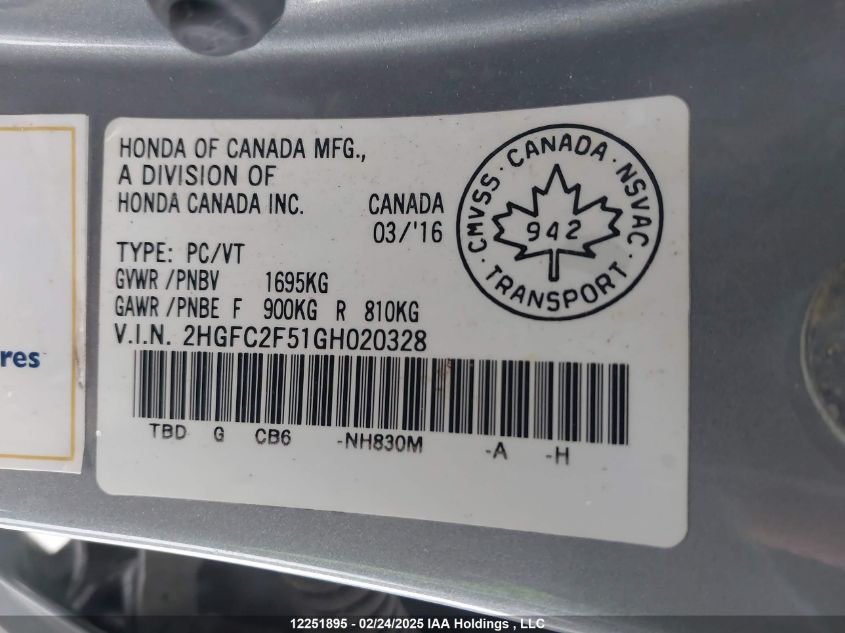 HONDA OF CANADA MFG.,
A DIVISION OF
HONDA CANADA INC. CANADA
03/'16
TYPE: PC/VT
GVWR /PNBV 1695KG
GAWR /PNBE F 900KG R 810KG
V.I.N. 2HGFC2F51GH020328
TBD G CB6 -NH830M -A -H
CMVSS · CANADA · NSVAC
942
TRANSPORT
res
12251895 - 02/24/2025 IAA Holdings, LLC